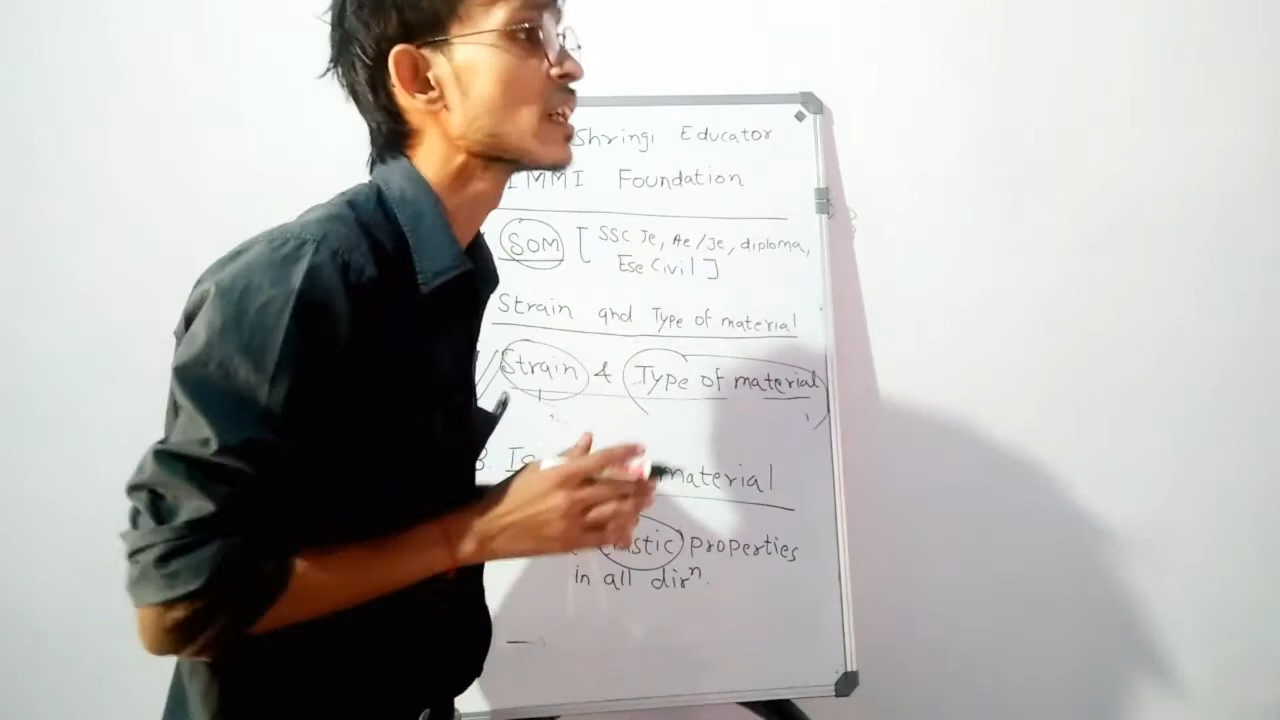 Shringi Educator
IMMI Foundation
SOM [ SSC Je, Ae/Je, diploma,
Ese Civil ]
Strain and Type of material
Strain & Type of material
material
properties
in all dirⁿ.